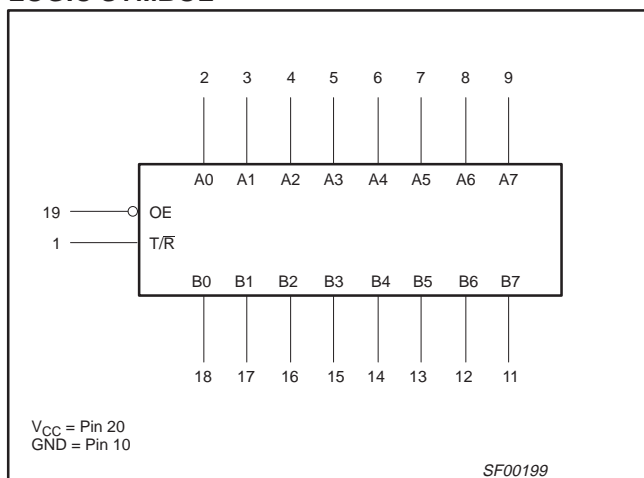 LOGIC SYMBOL
2 3 4 5 6 7 8 9
A0 A1 A2 A3 A4 A5 A6 A7
19 OE
1 T/R̅
B0 B1 B2 B3 B4 B5 B6 B7
18 17 16 15 14 13 12 11
VCC = Pin 20
GND = Pin 10
SF00199